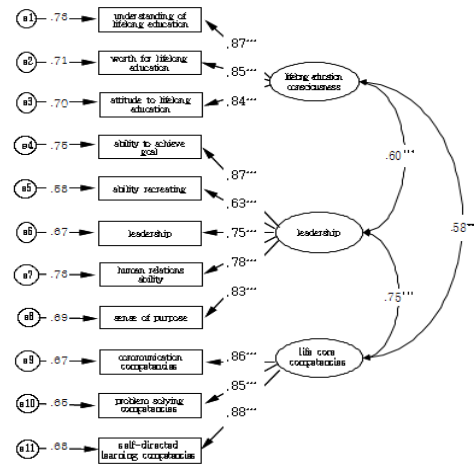 e1 .76 understanding of
lifelong education
.87***
e2 .71 worth for lifelong
education
.85***
lifelong education
consciousness
e3 .70 attitude to lifelong
education
.84***
e4 .75 ability to achieve
goal
.87***
.60***
e5 .58 ability recreating
.63***
e6 .67 leadership
.75***
leadership
.58**
e7 .76 human relations
ability
.78***
e8 .69 sense of purpose
.83***
.75***
e9 .67 communication
competencies
.86***
life core
competencies
e10 .65 problem solving
competencies
.85***
e11 .68 self-directed
learning competencies
.88***